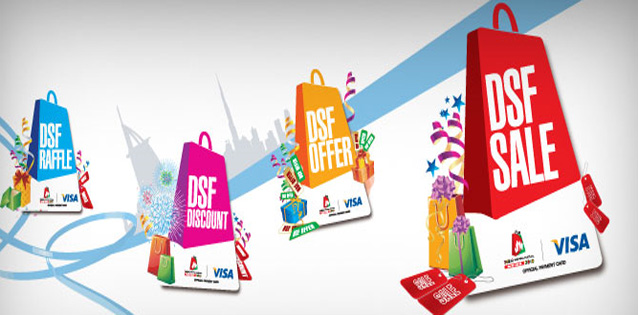 DSF
RAFFLE
VISA
DSF
DISCOUNT
VISA
DSF
OFFER
VISA
DSF
SALE
VISA
OFFICIAL PAYMENT CARD